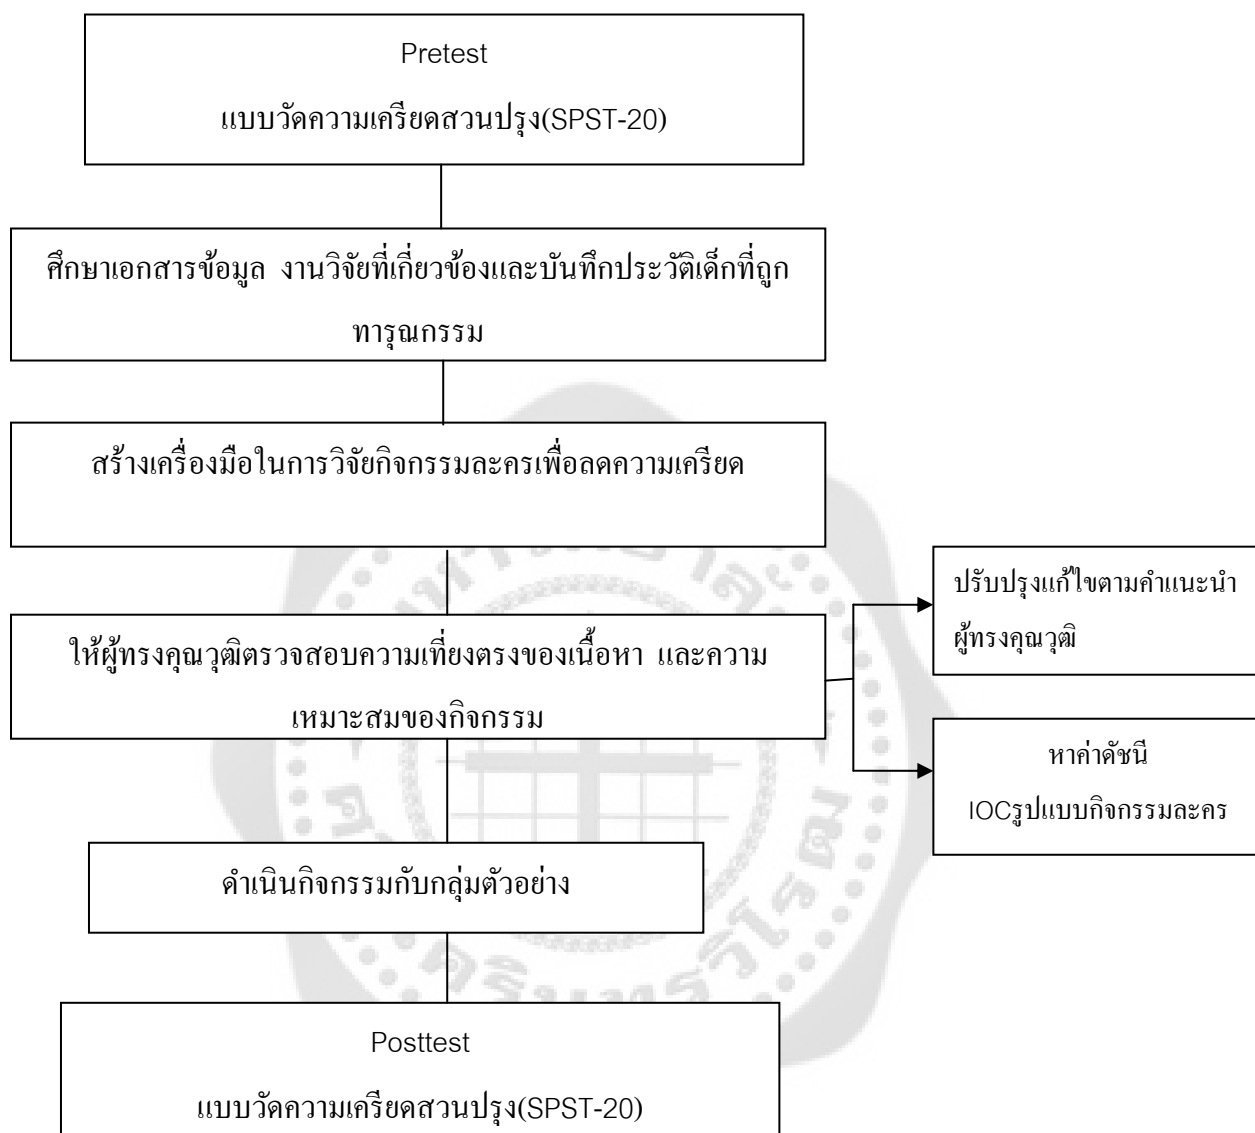 Pretest
แบบวัดความเครียดสวนปรุง(SPST-20)
ศึกษาเอกสารข้อมูล งานวิจัยที่เกี่ยวข้องและบันทึกประวัติเด็กที่ถูก
ทารุณกรรม
สร้างเครื่องมือในการวิจัยกิจกรรมละครเพื่อลดความเครียด
ให้ผู้ทรงคุณวุฒิตรวจสอบความเที่ยงตรงของเนื้อหา และความ
เหมาะสมของกิจกรรม
ปรับปรุงแก้ไขตามคำแนะนำ
ผู้ทรงคุณวุฒิ
หาค่าดัชนี
IOCรูปแบบกิจกรรมละคร
ดำเนินกิจกรรมกับกลุ่มตัวอย่าง
Posttest
แบบวัดความเครียดสวนปรุง(SPST-20)